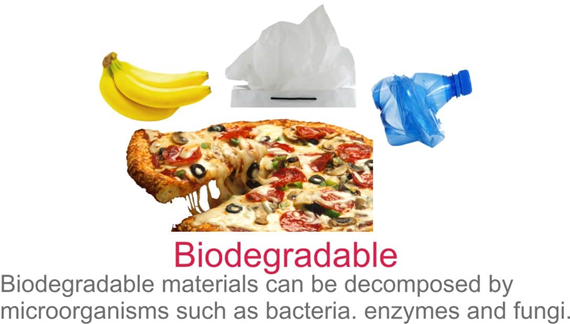 Biodegradable
Biodegradable materials can be decomposed by
microorganisms such as bacteria. enzymes and fungi.